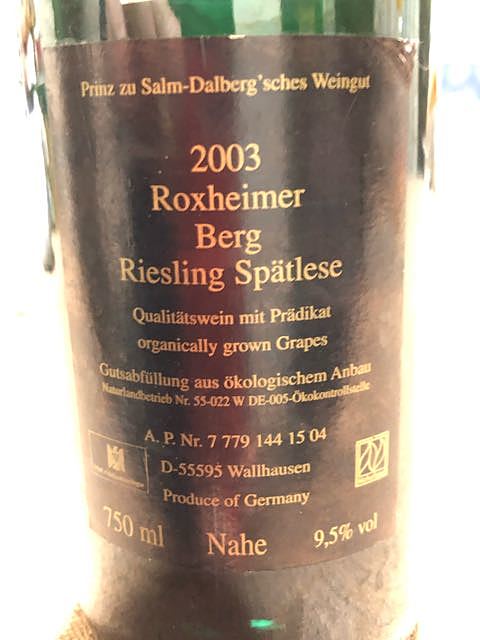 Prinz zu Salm-Dalberg'sches Weingut
2003
Roxheimer
Berg
Riesling Spätlese
Qualitätswein mit Prädikat
organically grown Grapes
Gutsabfüllung aus ökologischem Anbau
Naturlandbetrieb Nr. 55-022 W DE-005-Ökokontrollstelle
A. P. Nr. 7 779 144 15 04
D-55595 Wallhausen
Produce of Germany
750 ml
Nahe
9,5% vol